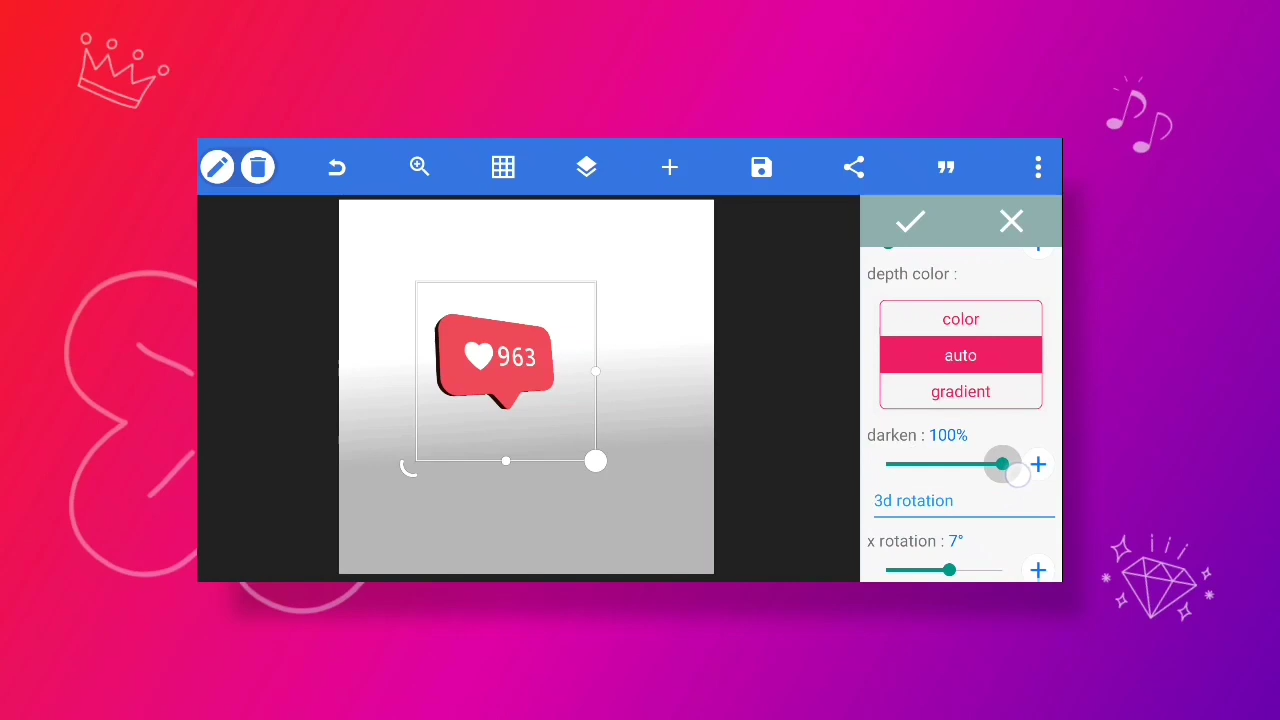 depth color :
color
auto
gradient
963
darken : 100%
3d rotation
x rotation : 7°